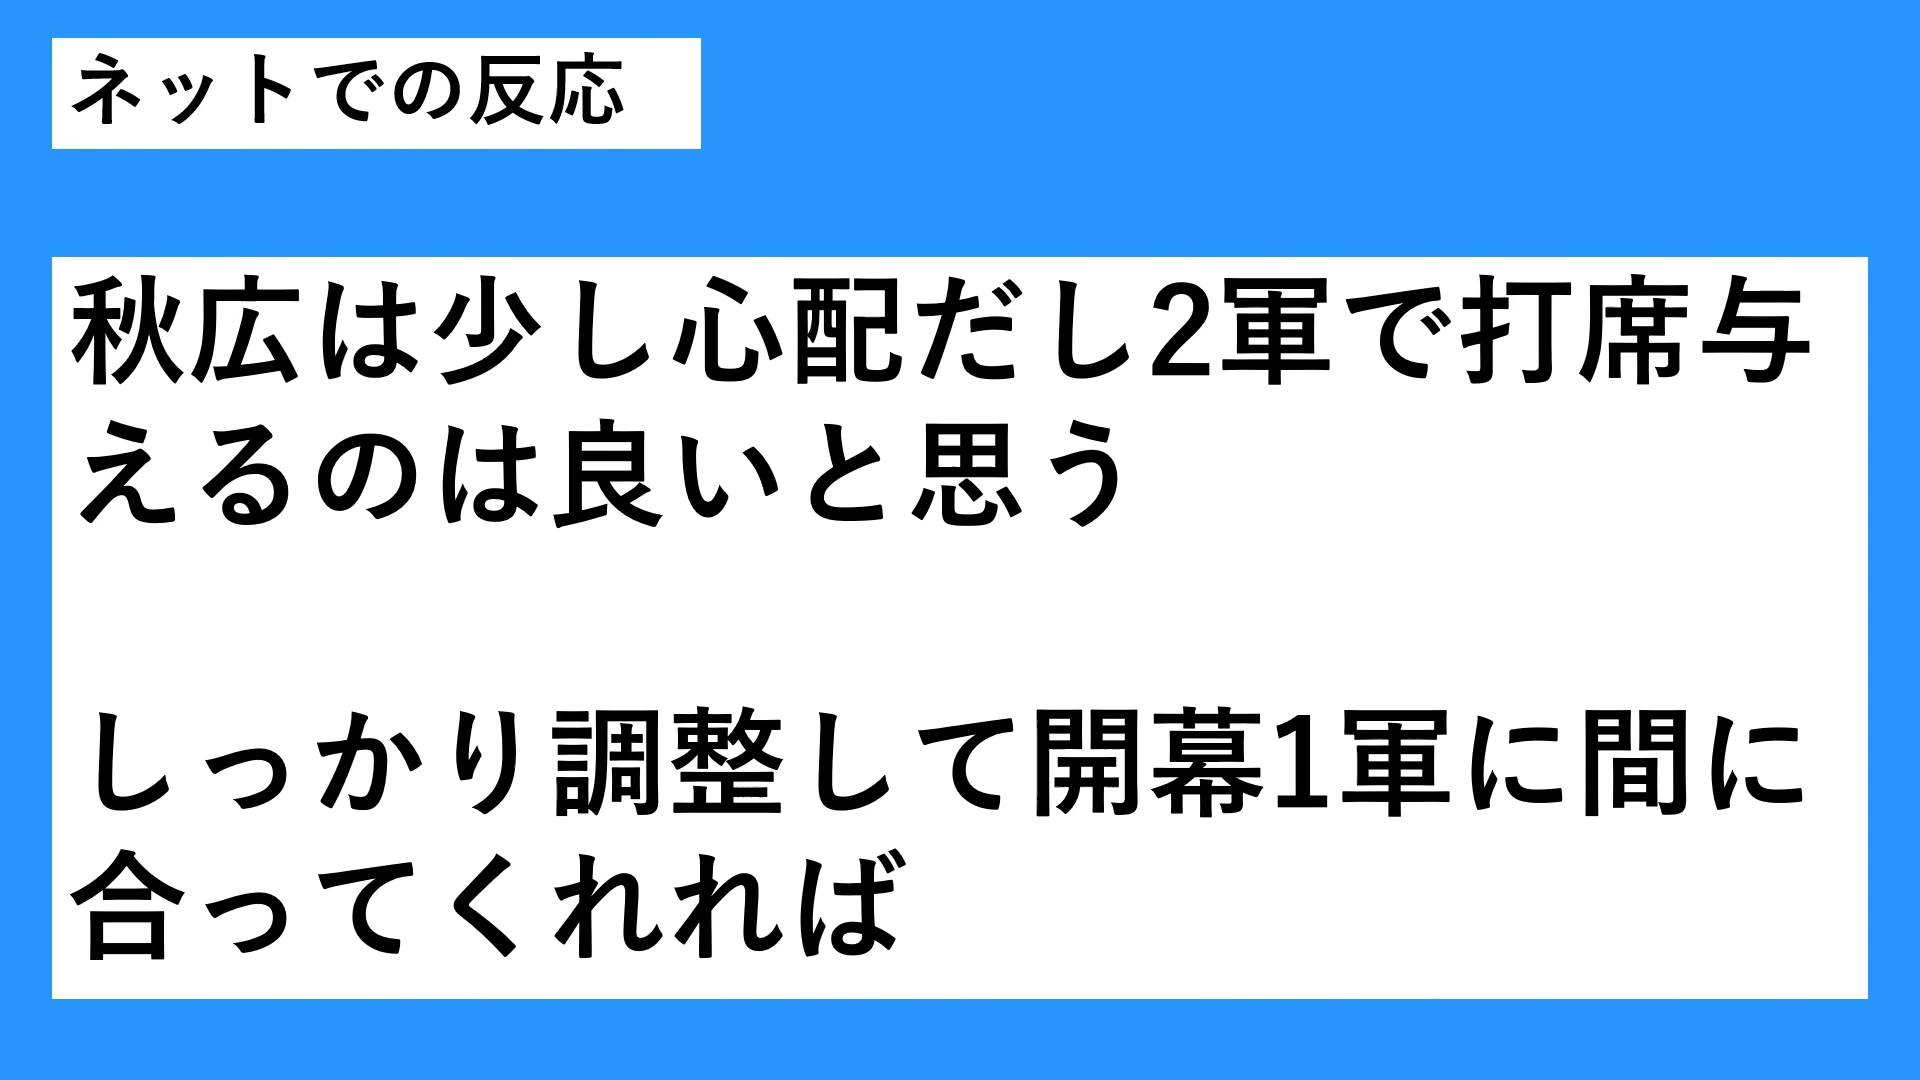 ネットでの反応
秋広は少し心配だし2軍で打席与
えるのは良いと思う
しっかり調整して開幕1軍に間に
合ってくれれば